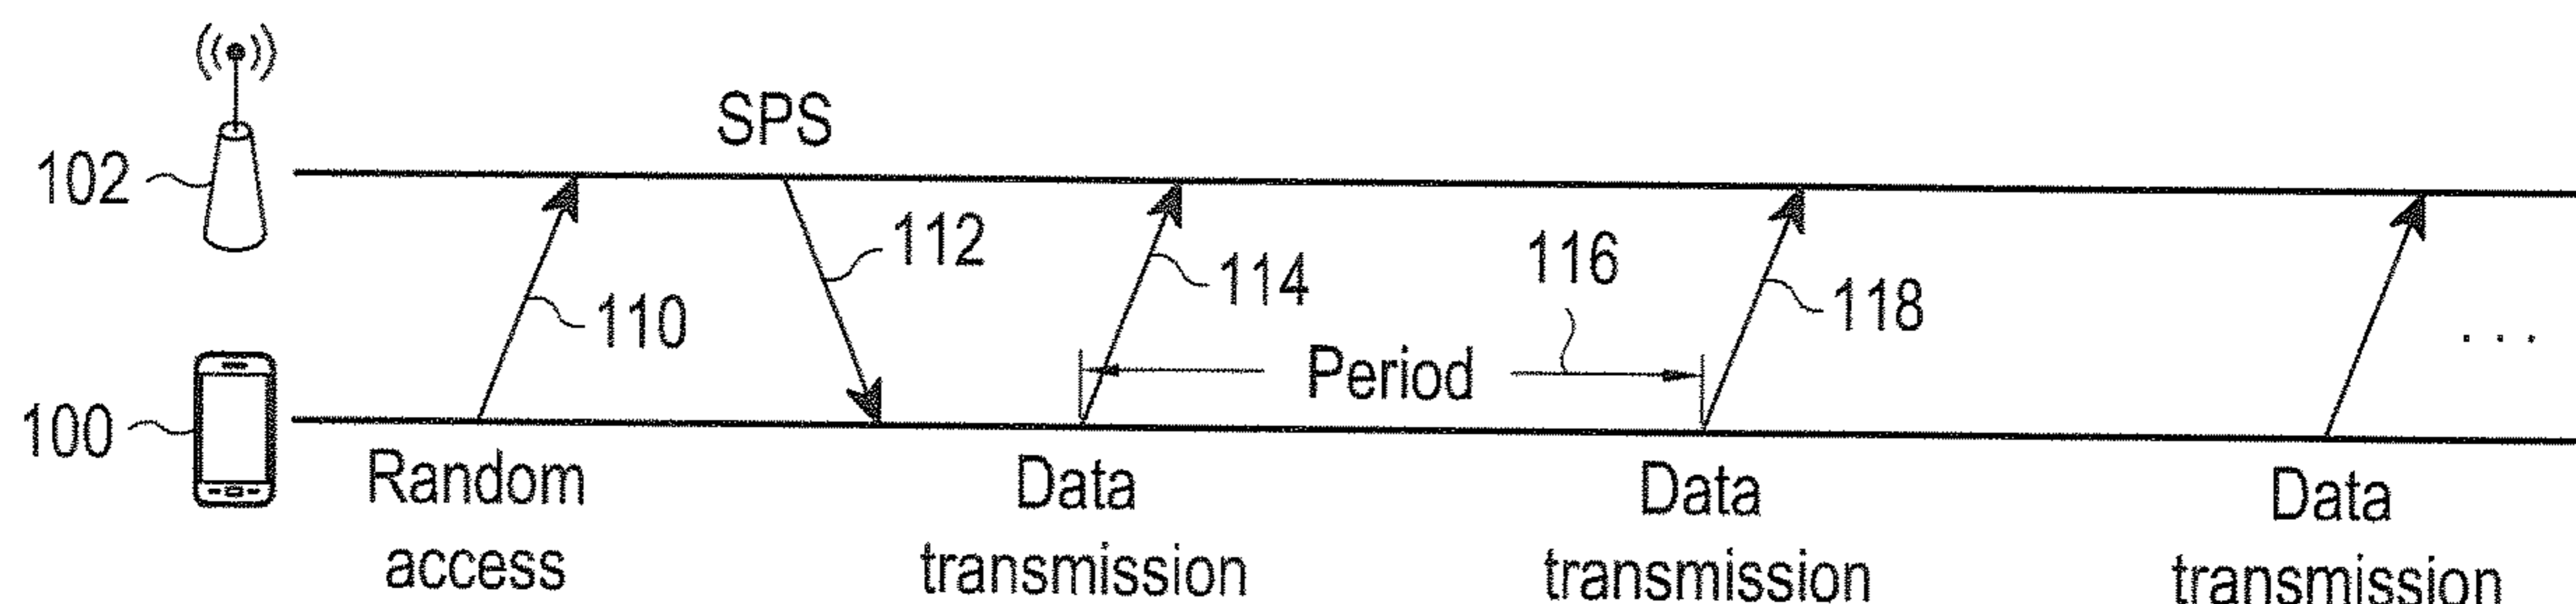 SPS
102
112
114
116
118
110
Period
. . .
100
Random
access
Data
transmission
Data
transmission
Data
transmission